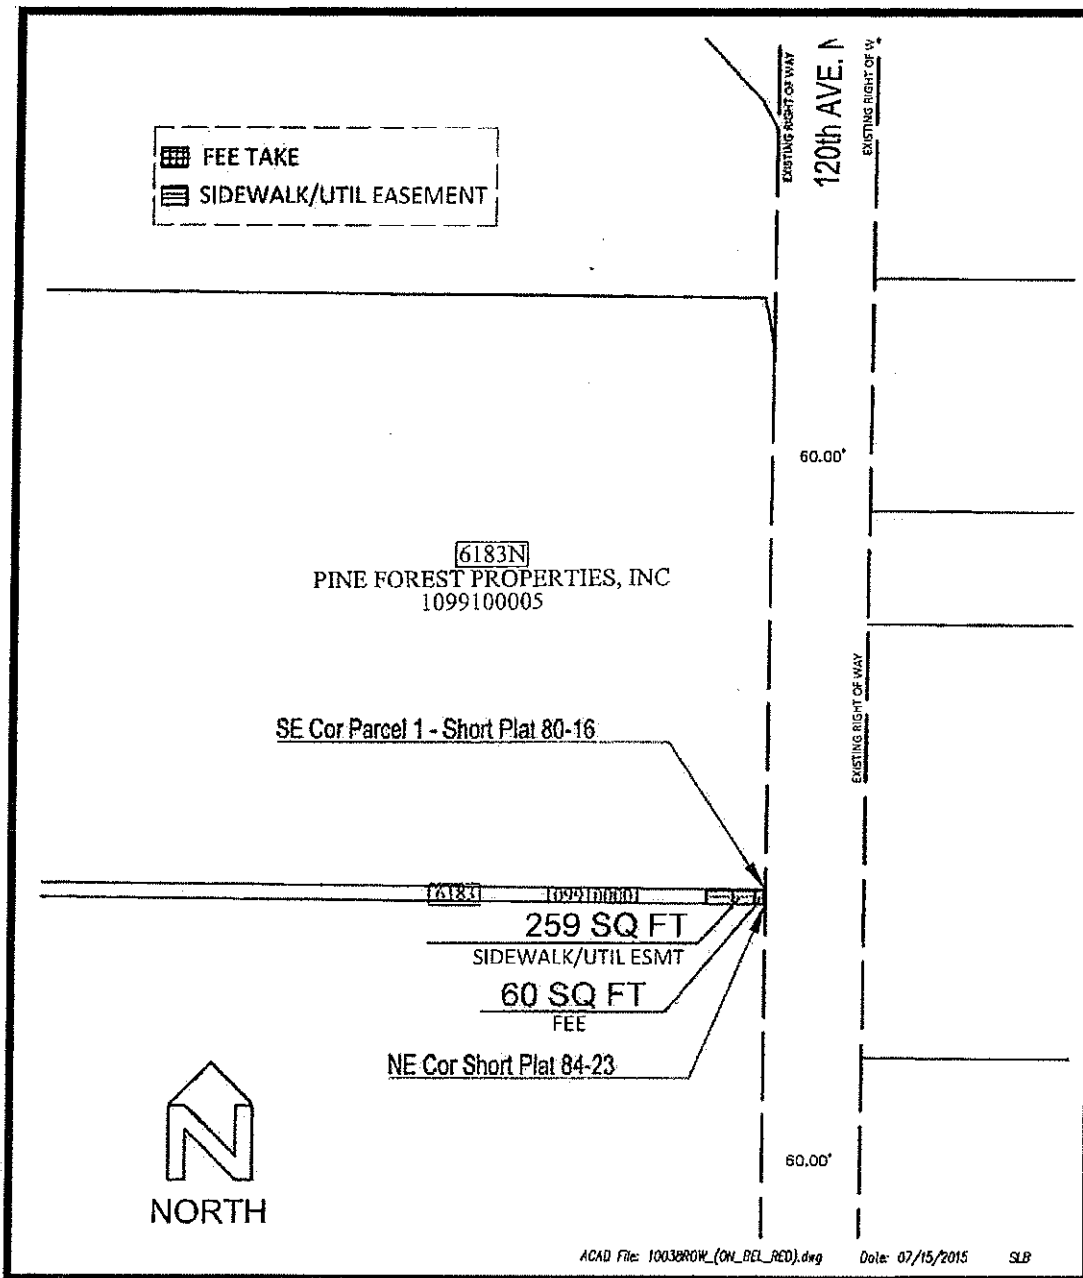 FEE TAKE
SIDEWALK/UTIL EASEMENT
EXISTING RIGHT OF WAY
120th AVE. N
EXISTING RIGHT OF W
60.00'
6183N
PINE FOREST PROPERTIES, INC
1099100005
EXISTING RIGHT OF WAY
SE Cor Parcel 1 - Short Plat 80-16
6183
259 SQ FT
SIDEWALK/UTIL ESMT
60 SQ FT
FEE
NE Cor Short Plat 84-23
60.00'
N
NORTH
ACAD File: 10038ROW_(ON_BEL_RED).dwg Date: 07/15/2015 SLB